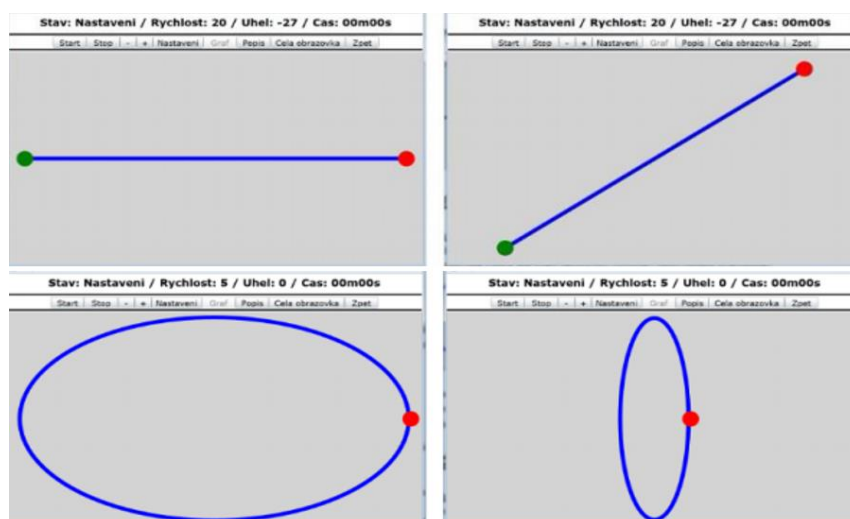 Stav: Nastaveni / Rychlost: 20 / Uhel: -27 / Cas: 00m00s
Start Stop - + Nastaveni Graf Popis Cela obrazovka Zpet
Stav: Nastaveni / Rychlost: 20 / Uhel: -27 / Cas: 00m00s
Start Stop - + Nastaveni Graf Popis Cela obrazovka Zpet
Stav: Nastaveni / Rychlost: 5 / Uhel: 0 / Cas: 00m00s
Start Stop - + Nastaveni Graf Popis Cela obrazovka Zpet
Stav: Nastaveni / Rychlost: 5 / Uhel: 0 / Cas: 00m00s
Start Stop - + Nastaveni Graf Popis Cela obrazovka Zpet